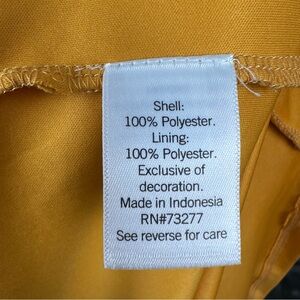 Shell:
100% Polyester.
Lining:
100% Polyester.
Exclusive of
decoration.
Made in Indonesia
RN#73277
See reverse for care